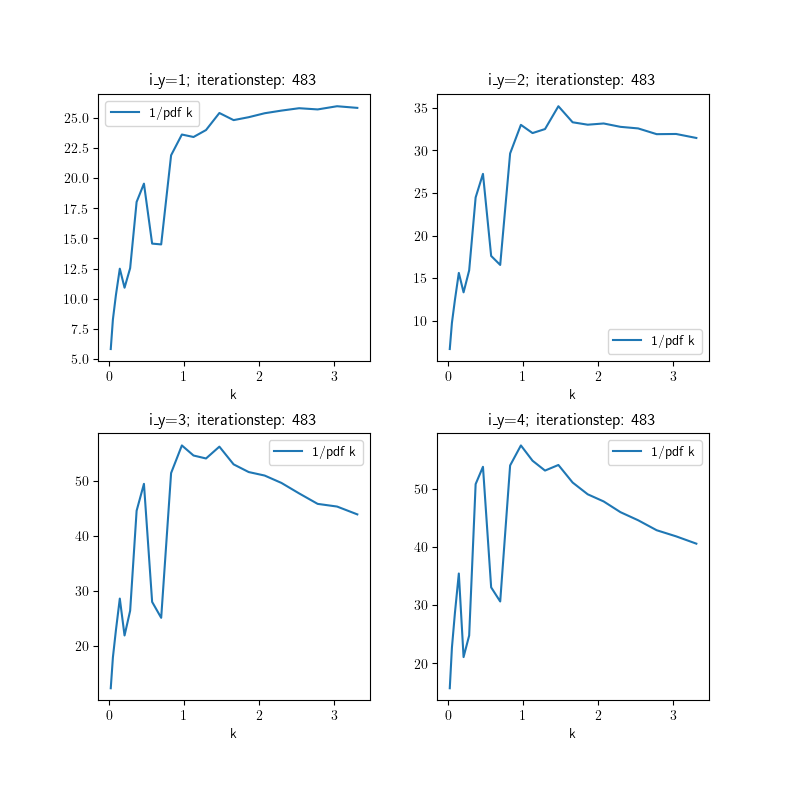 i_y=1; iterationstep: 483
1/pdf k
25.0
22.5
20.0
17.5
15.0
12.5
10.0
7.5
5.0
0 1 2 3
k
i_y=2; iterationstep: 483
35
30
25
20
15
10
1/pdf k
0 1 2 3
k
i_y=3; iterationstep: 483
1/pdf k
50
40
30
20
0 1 2 3
k
i_y=4; iterationstep: 483
1/pdf k
50
40
30
20
0 1 2 3
k